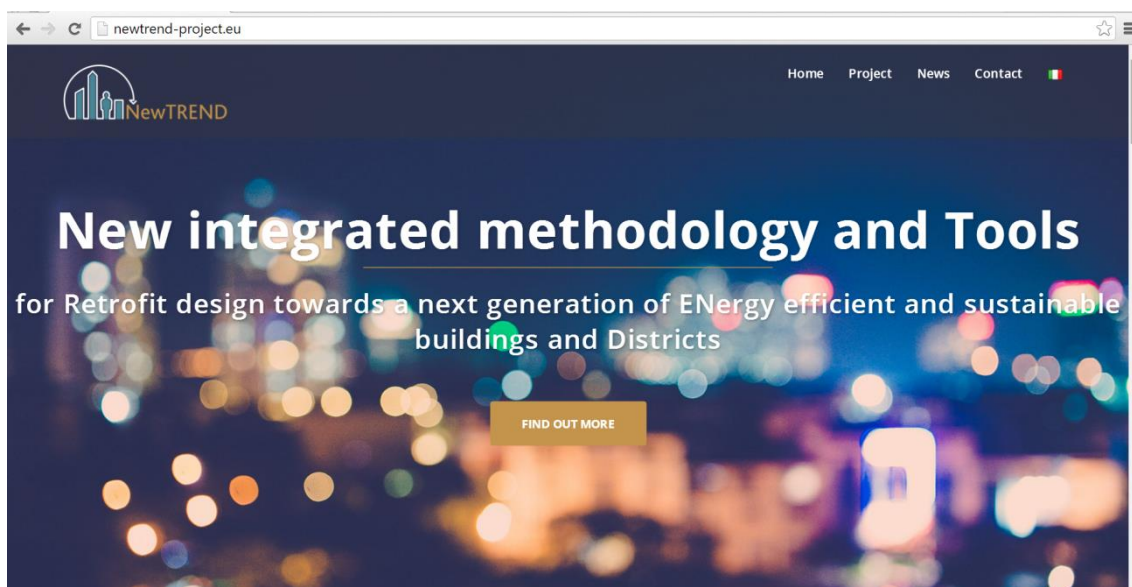 newtrend-project.eu
NewTREND
Home Project News Contact
New integrated methodology and Tools
for Retrofit design towards a next generation of ENergy efficient and sustainable
buildings and Districts
FIND OUT MORE